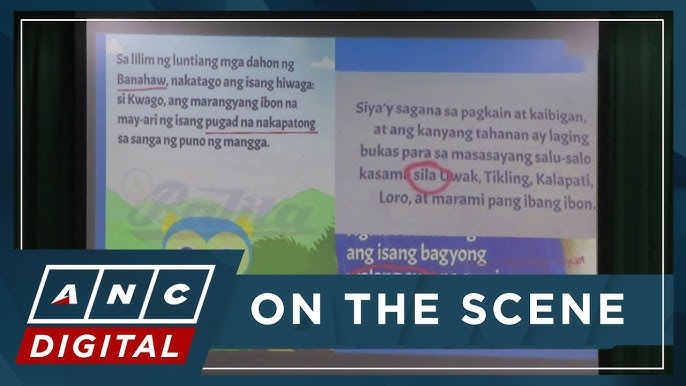 Sa lilim ng luntiang mga dahon ng
Banahaw, nakatago ang isang hiwaga:
si Kwago, ang marangyang ibon na
may-ari ng isang pugad na nakapatong
sa sanga ng puno ng mangga.
Balita
Siya'y sagana sa pagkain at kaibigan,
at ang kanyang tahanan ay laging
bukas para sa masasayang salu-salo
kasama sila Uwak, Tikling, Kalapati,
Loro, at marami pang ibang ibon.
ang isang bagyong
ANC
DIGITAL
ON THE SCENE